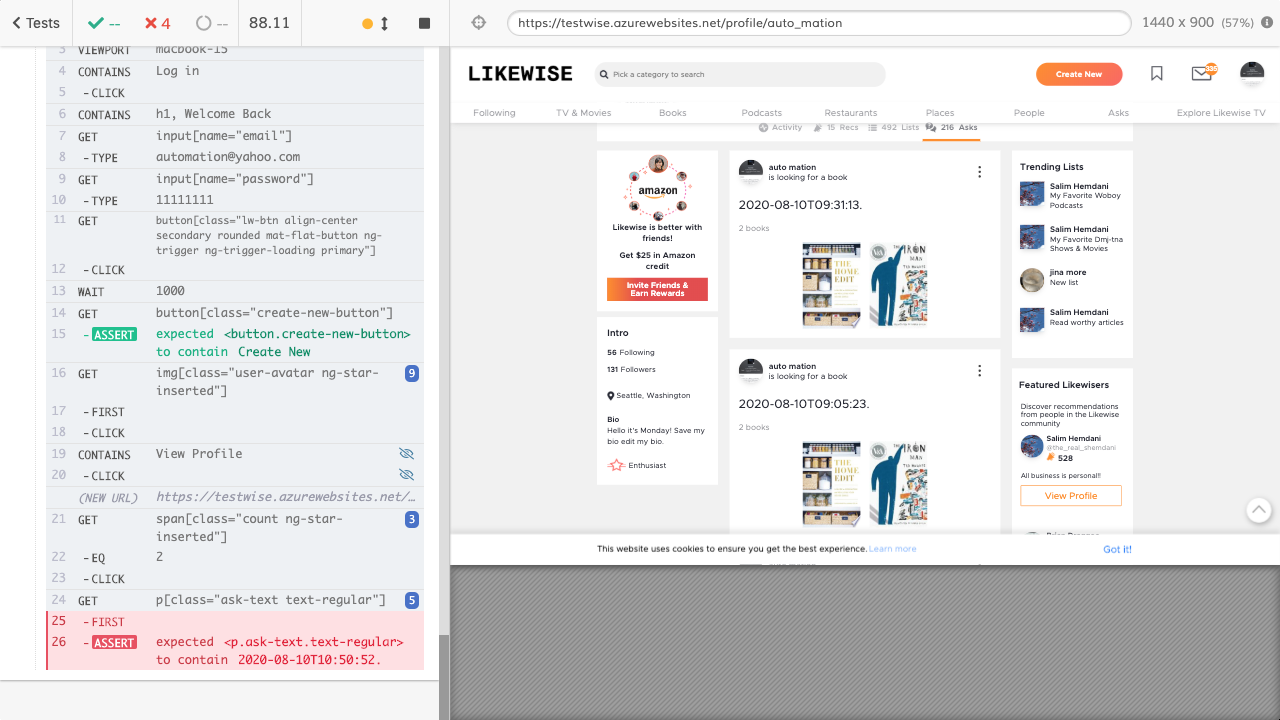 Tests
--
4
--
88.11
https://testwise.azurewebsites.net/profile/auto_mation
1440 x 900 (57%)
3 VIEWPORT macbook-15
4 CONTAINS Log in
5 -CLICK
6 CONTAINS h1, Welcome Back
7 GET input[name="email"]
8 -TYPE automation@yahoo.com
9 GET input[name="password"]
10 -TYPE 11111111
11 GET button[class="lw-btn align-center
secondary rounded mat-flat-button ng-
trigger ng-trigger-loading primary"]
12 -CLICK
13 WAIT 1000
14 GET button[class="create-new-button"]
15 -ASSERT expected <button.create-new-button>
to contain Create New
16 GET img[class="user-avatar ng-star- 9
inserted"]
17 -FIRST
18 -CLICK
19 CONTAINS View Profile
20 -CLICK
(NEW URL) https://testwise.azurewebsites.net/…
21 GET span[class="count ng-star- 3
inserted"]
22 -EQ 2
23 -CLICK
24 GET p[class="ask-text text-regular"] 5
25 -FIRST
26 -ASSERT expected <p.ask-text.text-regular>
to contain 2020-08-10T10:50:52.
LIKEWISE
Pick a category to search
Create New
Following TV & Movies Books Podcasts Restaurants Places People Asks Explore Likewise TV
Activity 15 Recs 492 Lists 216 Asks
amazon
Likewise is better with
friends!
Get $25 in Amazon
credit
Invite Friends &
Earn Rewards
Intro
56 Following
131 Followers
Seattle, Washington
Bio
Hello it's Monday! Save my
bio edit my bio.
Enthusiast
auto mation
is looking for a book
2020-08-10T09:31:13.
2 books
THE
HOME
EDIT
IRON
MAN
auto mation
is looking for a book
2020-08-10T09:05:23.
2 books
THE
HOME
EDIT
IRON
MAN
Trending Lists
Salim Hemdani
My Favorite Woboy
Podcasts
Salim Hemdani
My Favorite Dmj-tna
Shows & Movies
jina more
New list
Salim Hemdani
Read worthy articles
Featured Likewisers
Discover recommendations
from people in the Likewise
community
Salim Hemdani
@the_real_shemdani
528
All business is personal!!
View Profile
This website uses cookies to ensure you get the best experience. Learn more
Got it!